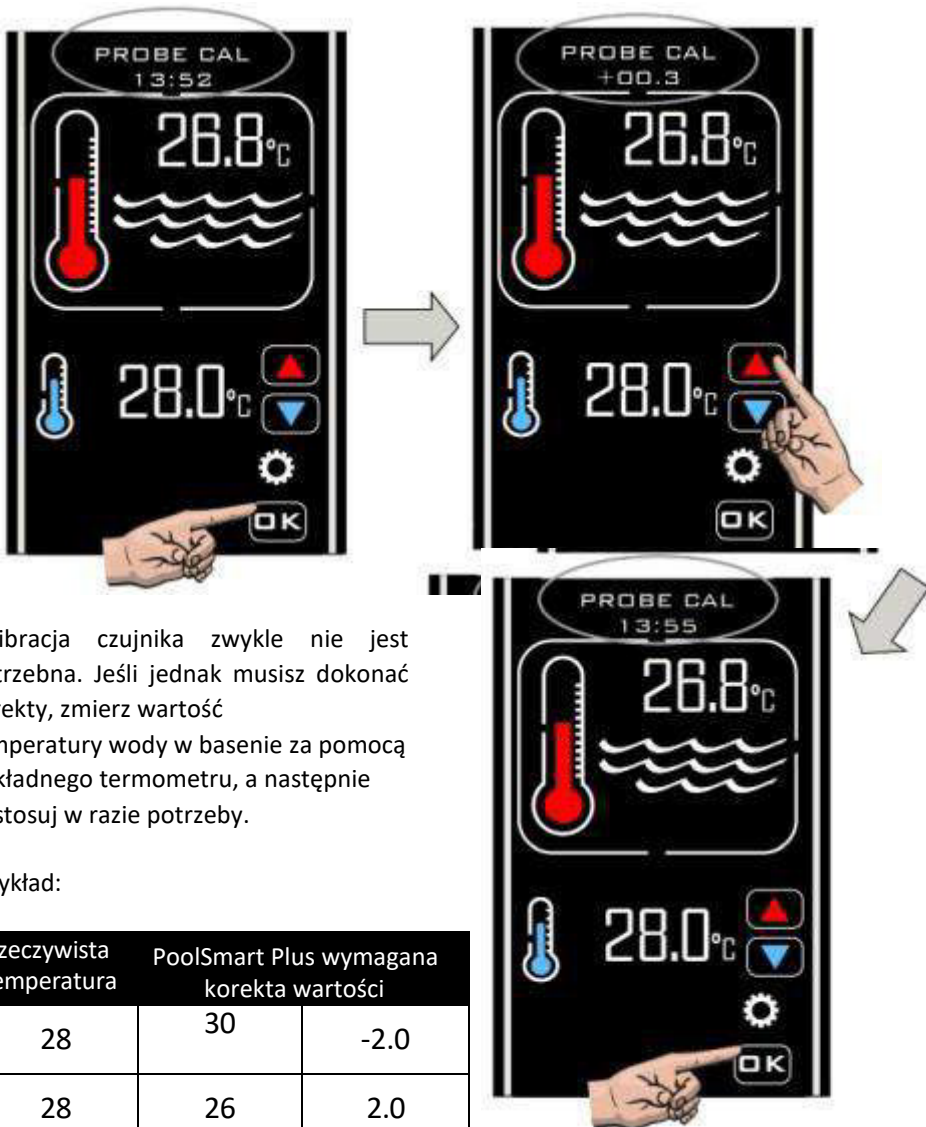 PROBE CAL
13:52
26.8°C
28.0°C
OK
PROBE CAL
+00.3
26.8°C
28.0°C
OK
PROBE CAL
13:55
26.8°C
28.0°C
OK
ibracja czujnika zwykle nie jest
trzebna. Jeśli jednak musisz dokonać
rekty, zmierz wartość
mperatury wody w basenie za pomocą
kładnego termometru, a następnie
stosuj w razie potrzeby.
ykład:
zeczywista PoolSmart Plus wymagana
emperatura korekta wartości
28 30 -2.0
28 26 2.0